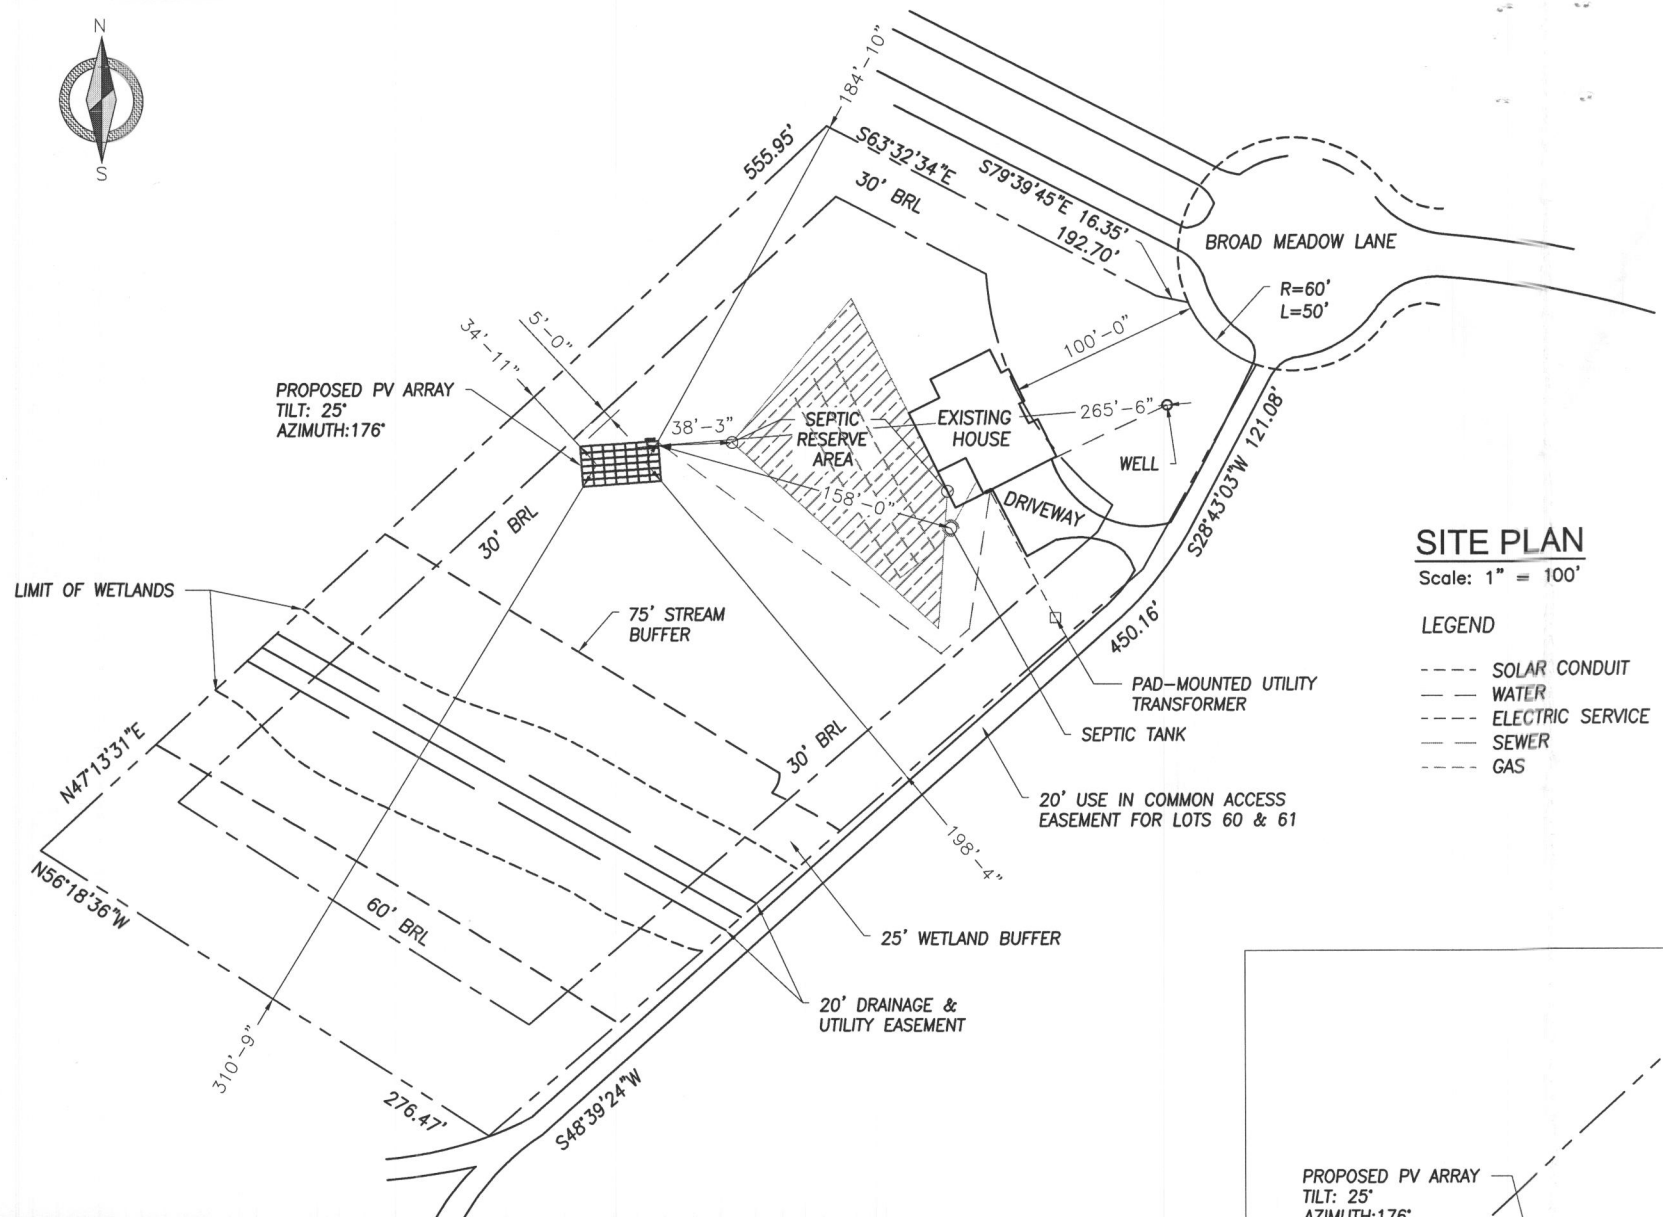 N
S
184'-10"
555.95'
S63°32'34"E
30' BRL
S79°39'45"E 16.35'
192.70'
BROAD MEADOW LANE
R=60'
L=50'
5'-0"
34'-11"
100'-0"
PROPOSED PV ARRAY
TILT: 25°
AZIMUTH:176°
38'-3"
SEPTIC
RESERVE
AREA
EXISTING
HOUSE
265'-6"
WELL
121.08'
S28°43'03"W
158'-0"
DRIVEWAY
30' BRL
SITE PLAN
Scale: 1" = 100'
LEGEND
SOLAR CONDUIT
WATER
ELECTRIC SERVICE
SEWER
GAS
LIMIT OF WETLANDS
75' STREAM
BUFFER
450.16'
PAD-MOUNTED UTILITY
TRANSFORMER
SEPTIC TANK
30' BRL
N47°13'31"E
20' USE IN COMMON ACCESS
EASEMENT FOR LOTS 60 & 61
198'-4"
N56°18'36"W
60' BRL
25' WETLAND BUFFER
20' DRAINAGE &
UTILITY EASEMENT
310'-9"
276.47'
S48°39'24"W
PROPOSED PV ARRAY
TILT: 25°
AZIMUTH:176°